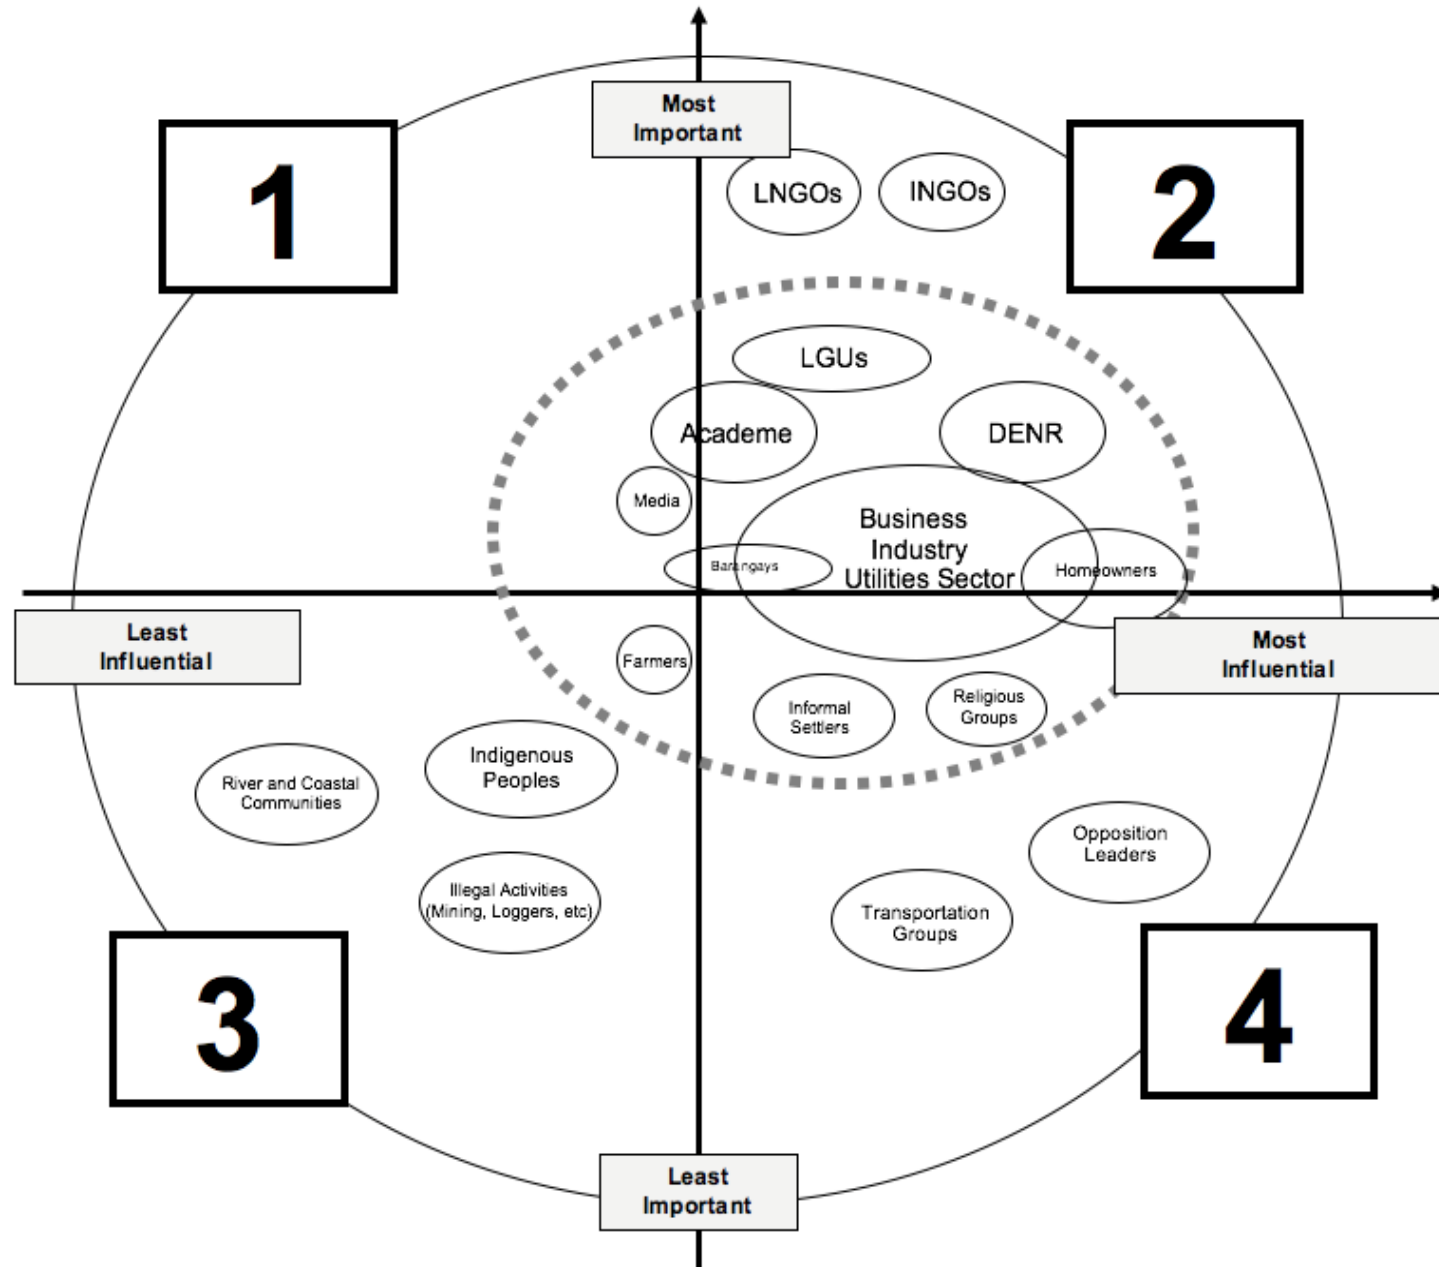 Most
Important
1
2
LNGOs
INGOs
LGUs
Academe
DENR
Media
Business
Industry
Utilities Sector
Barangays
Homeowners
Least
Influential
Most
Influential
Farmers
Informal
Settlers
Religious
Groups
Indigenous
Peoples
River and Coastal
Communities
Opposition
Leaders
Illegal Activities
(Mining, Loggers, etc)
Transportation
Groups
3
4
Least
Important